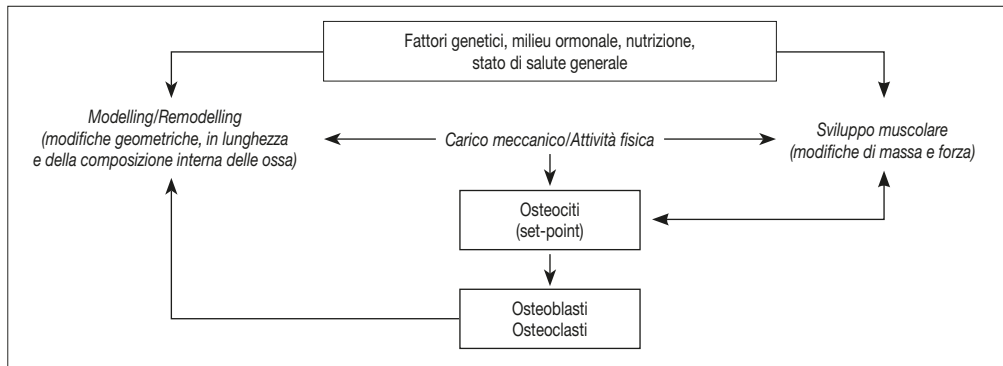 Fattori genetici, milieu ormonale, nutrizione,
stato di salute generale
Modelling/Remodelling
(modifiche geometriche, in lunghezza
e della composizione interna delle ossa)
Carico meccanico/Attività fisica
Sviluppo muscolare
(modifiche di massa e forza)
Osteociti
(set-point)
Osteoblasti
Osteoclasti